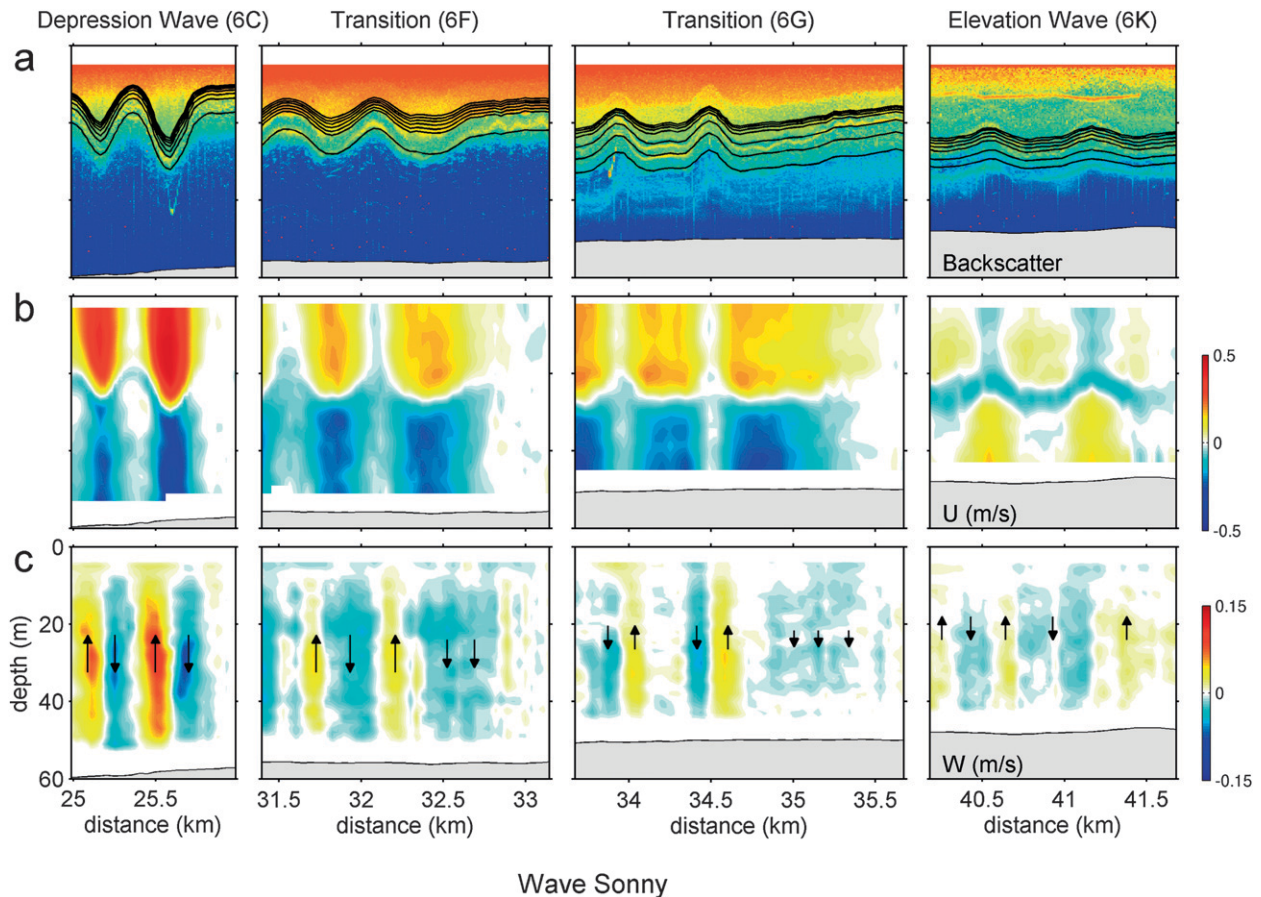 Depression Wave (6C) Transition (6F) Transition (6G) Elevation Wave (6K)
a
Backscatter
b
U (m/s)
0.5
0
-0.5
c
0
20
40
60
depth (m)
W (m/s)
0.15
0
-0.15
25 25.5 31.5 32 32.5 33 34 34.5 35 35.5 40.5 41 41.5
distance (km) distance (km) distance (km) distance (km)
Wave Sonny